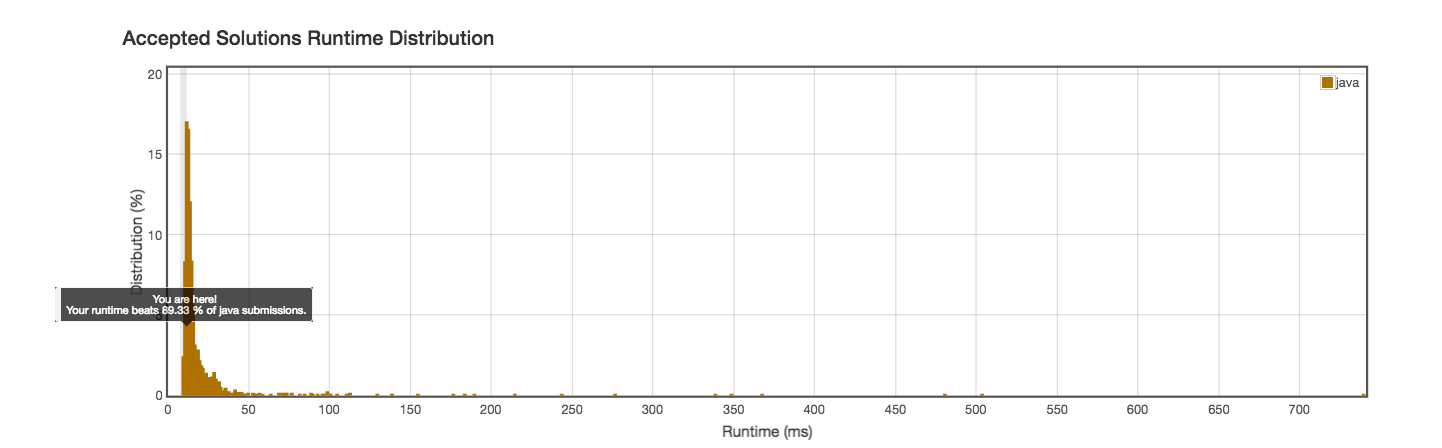 Accepted Solutions Runtime Distribution
20
java
15
Distribution (%)
10
You are here!
Your runtime beats 89.33 % of java submissions.
5
0
0 50 100 150 200 250 300 350 400 450 500 550 600 650 700
Runtime (ms)